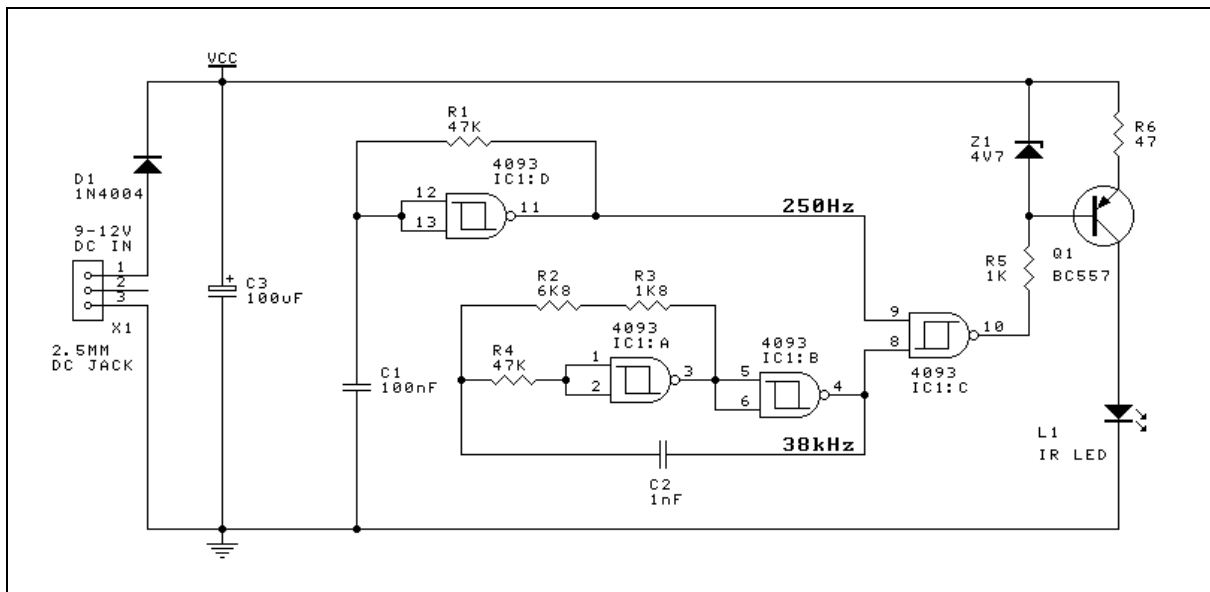 VCC
R1
47K
R6
47
Z1
4V7
4093
IC1:D
D1
1N4004
12
13
11
250Hz
9-12V
DC IN
1
2
3
X1
2.5MM
DC JACK
+
C3
100uF
R2
6K8
R3
1K8
R5
1K
Q1
BC557
9
8
10
4093
IC1:C
4093
IC1:A
4093
IC1:B
R4
47K
1
2
3
5
6
4
C1
100nF
38kHz
C2
1nF
L1
IR LED